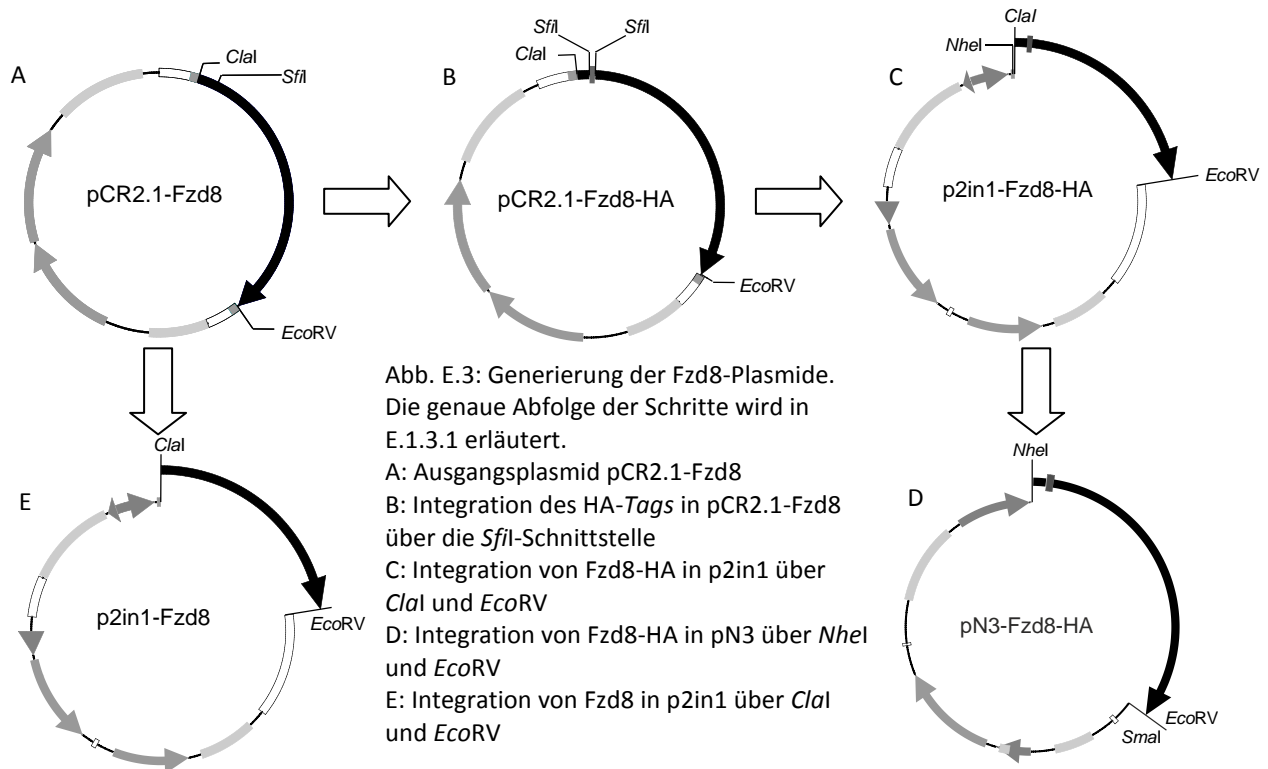 A
ClaI
SfiI
pCR2.1-Fzd8
EcoRV
B
SfiI
SfiI
ClaI
pCR2.1-Fzd8-HA
EcoRV
C
ClaI
NheI
p2in1-Fzd8-HA
EcoRV
Abb. E.3: Generierung der Fzd8-Plasmide.
Die genaue Abfolge der Schritte wird in
E.1.3.1 erläutert.
A: Ausgangsplasmid pCR2.1-Fzd8
B: Integration des HA-Tags in pCR2.1-Fzd8
über die SfiI-Schnittstelle
C: Integration von Fzd8-HA in p2in1 über
ClaI und EcoRV
D: Integration von Fzd8-HA in pN3 über NheI
und EcoRV
E: Integration von Fzd8 in p2in1 über ClaI
und EcoRV
E
ClaI
p2in1-Fzd8
EcoRV
D
NheI
pN3-Fzd8-HA
EcoRV
SmaI